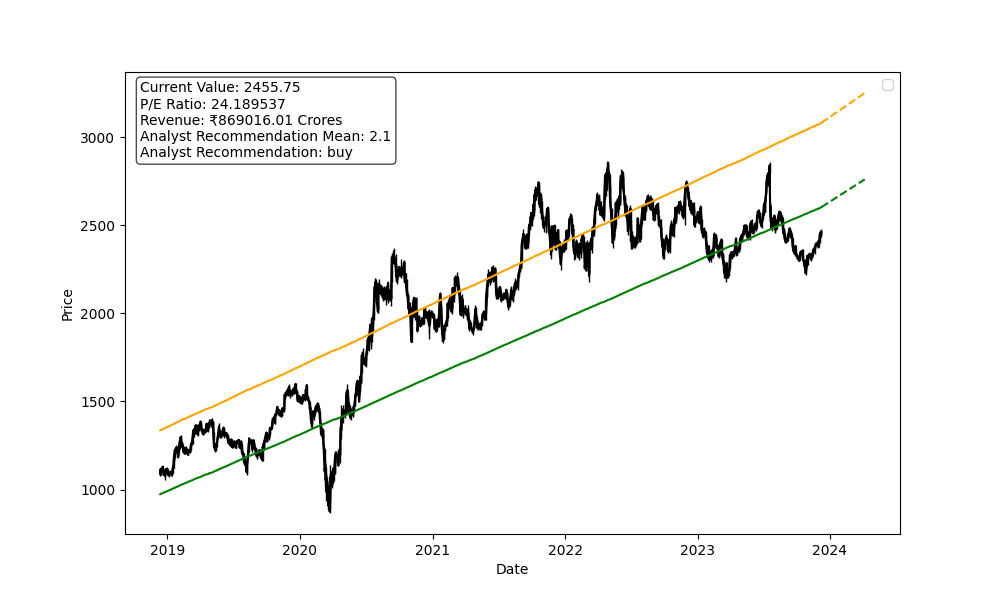 Current Value: 2455.75
P/E Ratio: 24.189537
Revenue: ₹869016.01 Crores
Analyst Recommendation Mean: 2.1
Analyst Recommendation: buy
3000
2500
2000
1500
1000
Price
2019 2020 2021 2022 2023 2024
Date